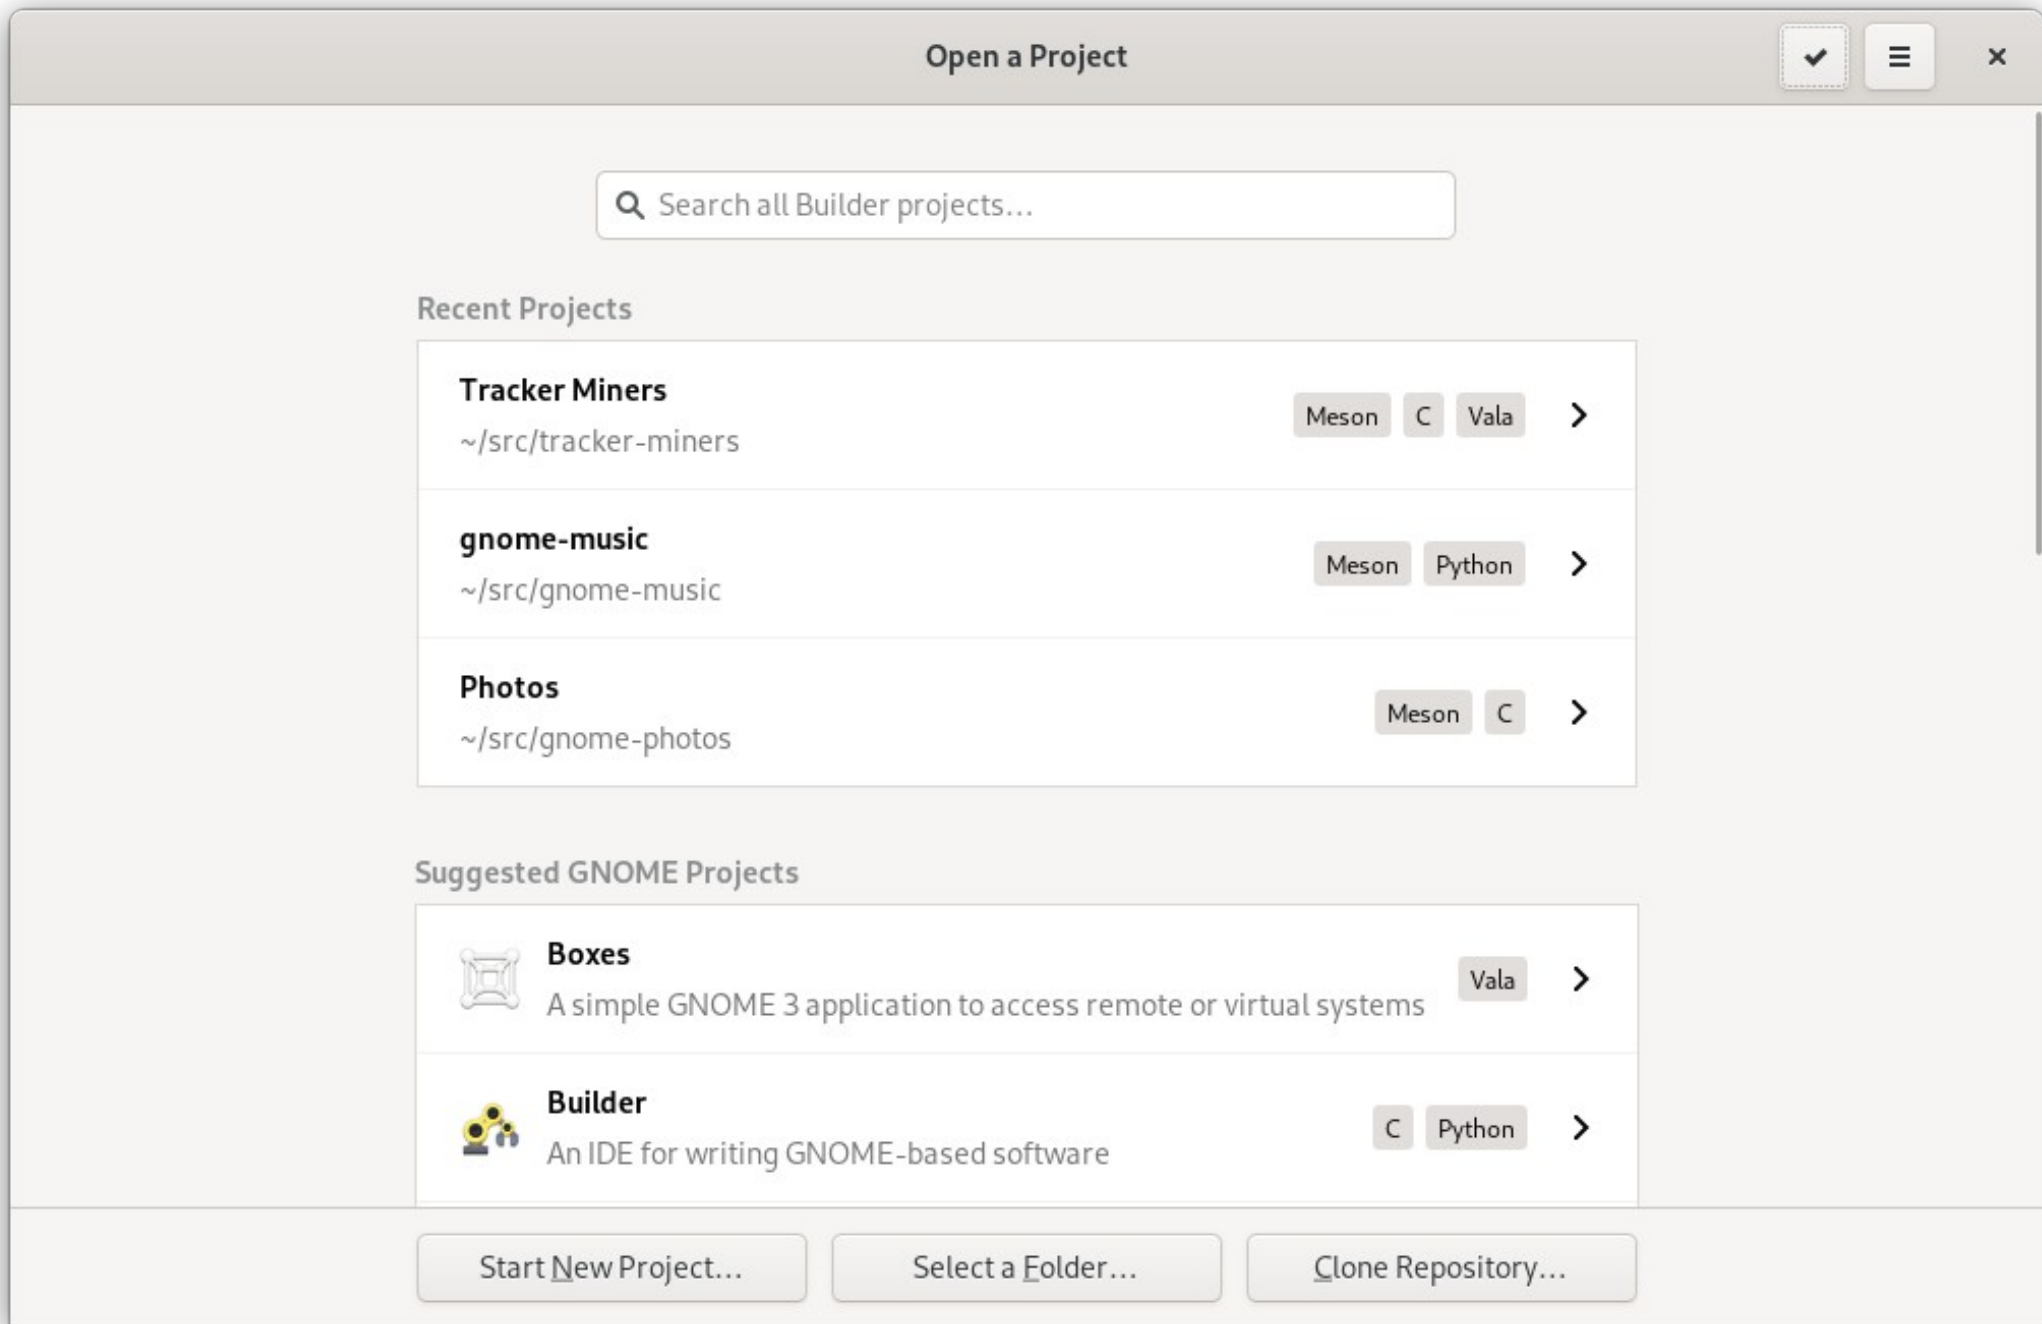 Open a Project
Search all Builder projects...
Recent Projects
Tracker Miners
~/src/tracker-miners
Meson C Vala
gnome-music
~/src/gnome-music
Meson Python
Photos
~/src/gnome-photos
Meson C
Suggested GNOME Projects
Boxes
A simple GNOME 3 application to access remote or virtual systems
Vala
Builder
An IDE for writing GNOME-based software
C Python
Start New Project...
Select a Folder...
Clone Repository...